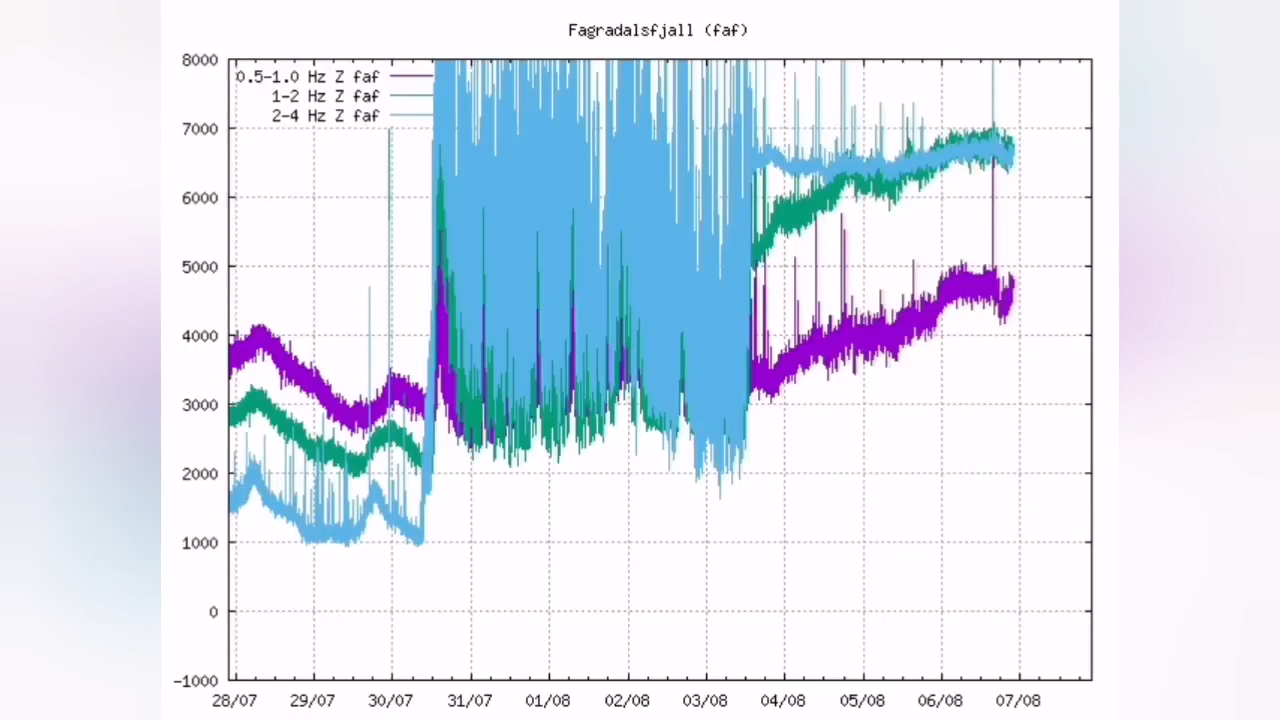 Fagradalsfjall (faf)
8000
0.5-1.0 Hz Z faf
1-2 Hz Z faf
2-4 Hz Z faf
7000
6000
5000
4000
3000
2000
1000
0
-1000
28/07 29/07 30/07 31/07 01/08 02/08 03/08 04/08 05/08 06/08 07/08